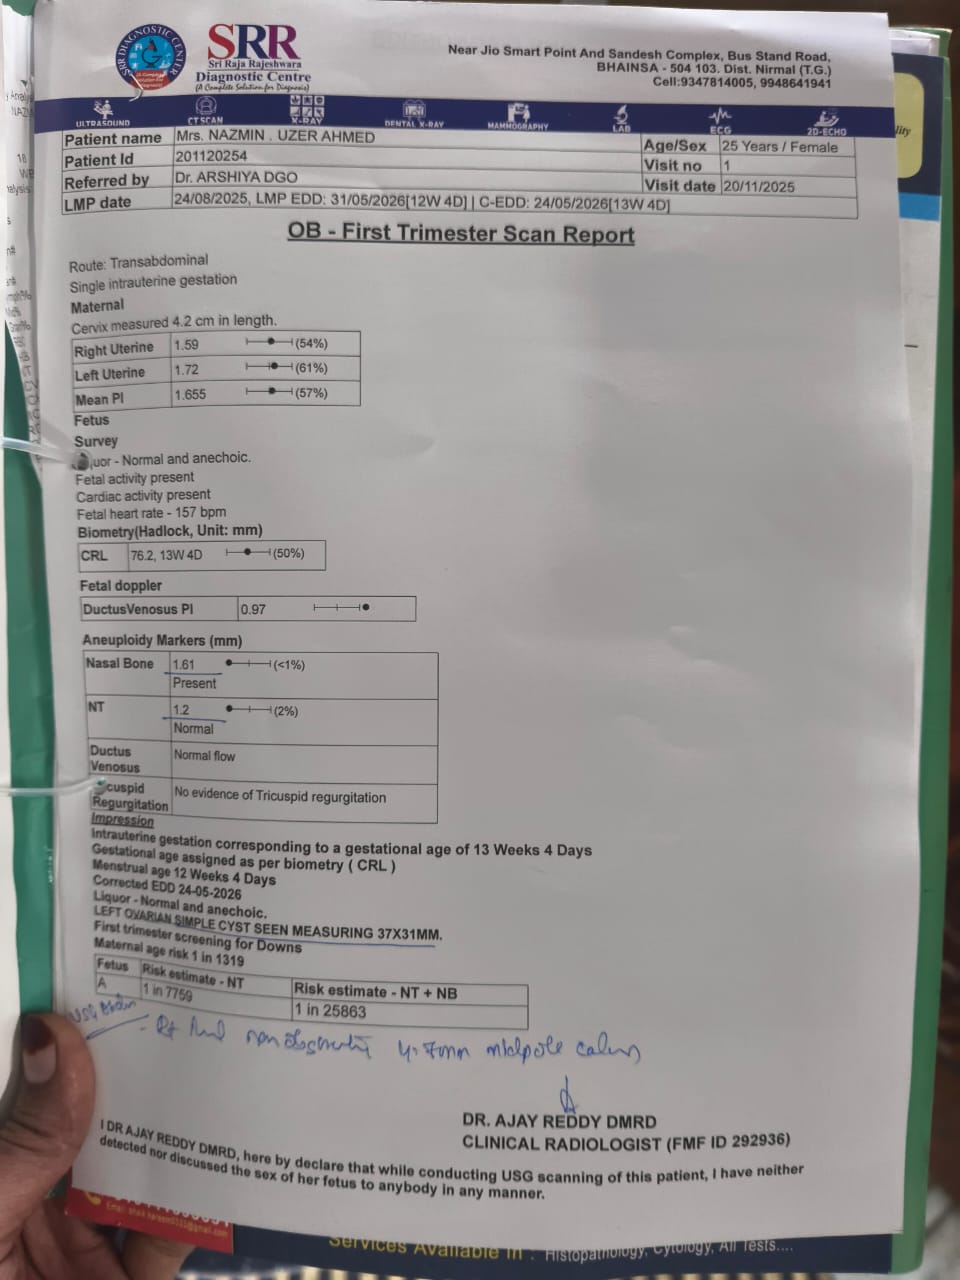 SRR DIAGNOSTIC CENTER
SRR
Sri Raja Rajeshwara
Diagnostic Centre
(A Complete Solution for Diagnosis)
Near Jio Smart Point And Sandesh Complex, Bus Stand Road,
BHAINSA - 504 103. Dist. Nirmal (T.G.)
Cell:9347814005, 9948641941
ULTRASOUND CT SCAN X-RAY DENTAL X-RAY MAMMOGRAPHY LAB ECG 2D-ECHO
Patient name Mrs. NAZMIN . UZER AHMED Age/Sex 25 Years / Female
Patient Id 201120254 Visit no 1
Referred by Dr. ARSHIYA DGO Visit date 20/11/2025
LMP date 24/08/2025, LMP EDD: 31/05/2026[12W 4D] | C-EDD: 24/05/2026[13W 4D]
OB - First Trimester Scan Report
Route: Transabdominal
Single intrauterine gestation
Maternal
Cervix measured 4.2 cm in length.
Right Uterine 1.59 (54%)
Left Uterine 1.72 (61%)
Mean PI 1.655 (57%)
Fetus
Survey
uor - Normal and anechoic.
Fetal activity present
Cardiac activity present
Fetal heart rate - 157 bpm
Biometry(Hadlock, Unit: mm)
CRL 76.2, 13W 4D (50%)
Fetal doppler
DuctusVenosus PI 0.97
Aneuploidy Markers (mm)
Nasal Bone 1.61 (<1%)
Present
NT 1.2 (2%)
Normal
Ductus Venosus Normal flow
cuspid Regurgitation No evidence of Tricuspid regurgitation
Impression
Intrauterine gestation corresponding to a gestational age of 13 Weeks 4 Days
Gestational age assigned as per biometry ( CRL )
Menstrual age 12 Weeks 4 Days
Corrected EDD 24-05-2026
Liquor - Normal and anechoic.
LEFT OVARIAN SIMPLE CYST SEEN MEASURING 37X31MM.
First trimester screening for Downs
Maternal age risk 1 in 1319
Fetus Risk estimate - NT Risk estimate - NT + NB
A 1 in 7759 1 in 25863
USG
non obstructing midpole
DR. AJAY REDDY DMRD
CLINICAL RADIOLOGIST (FMF ID 292936)
I DR AJAY REDDY DMRD, here by declare that while conducting USG scanning of this patient, I have neither
detected nor discussed the sex of her fetus to anybody in any manner.
Services Available in : Histopathology, Cytology, All Tests....